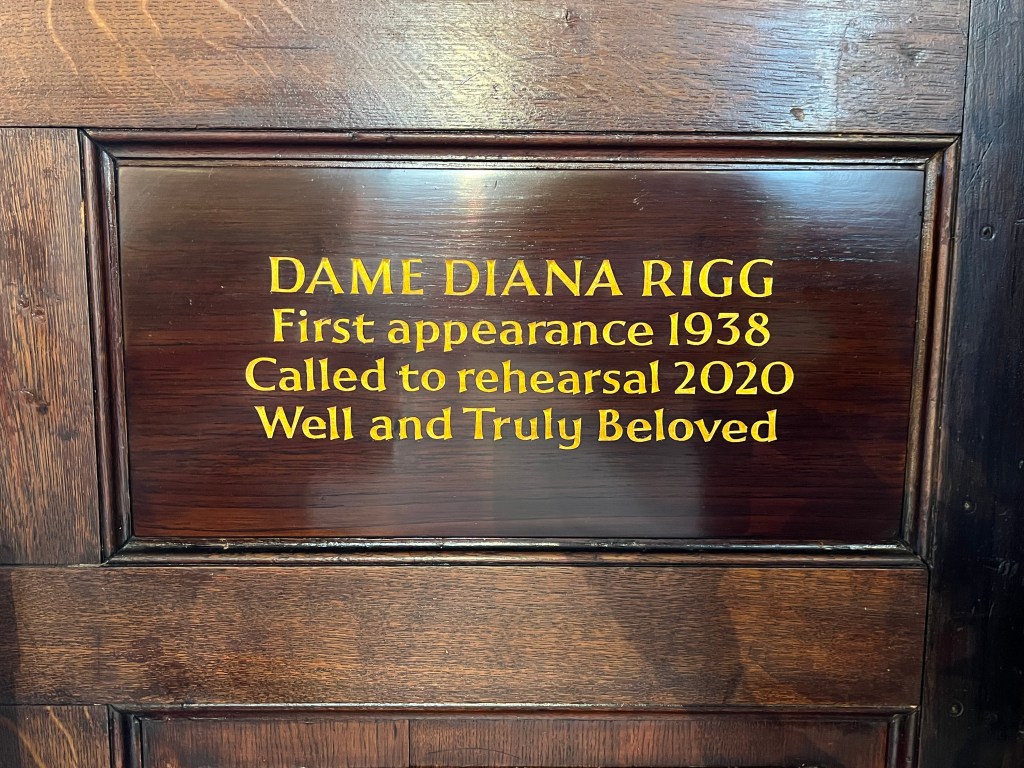 DAME DIANA RIGG
First appearance 1938
Called to rehearsal 2020
Well and Truly Beloved